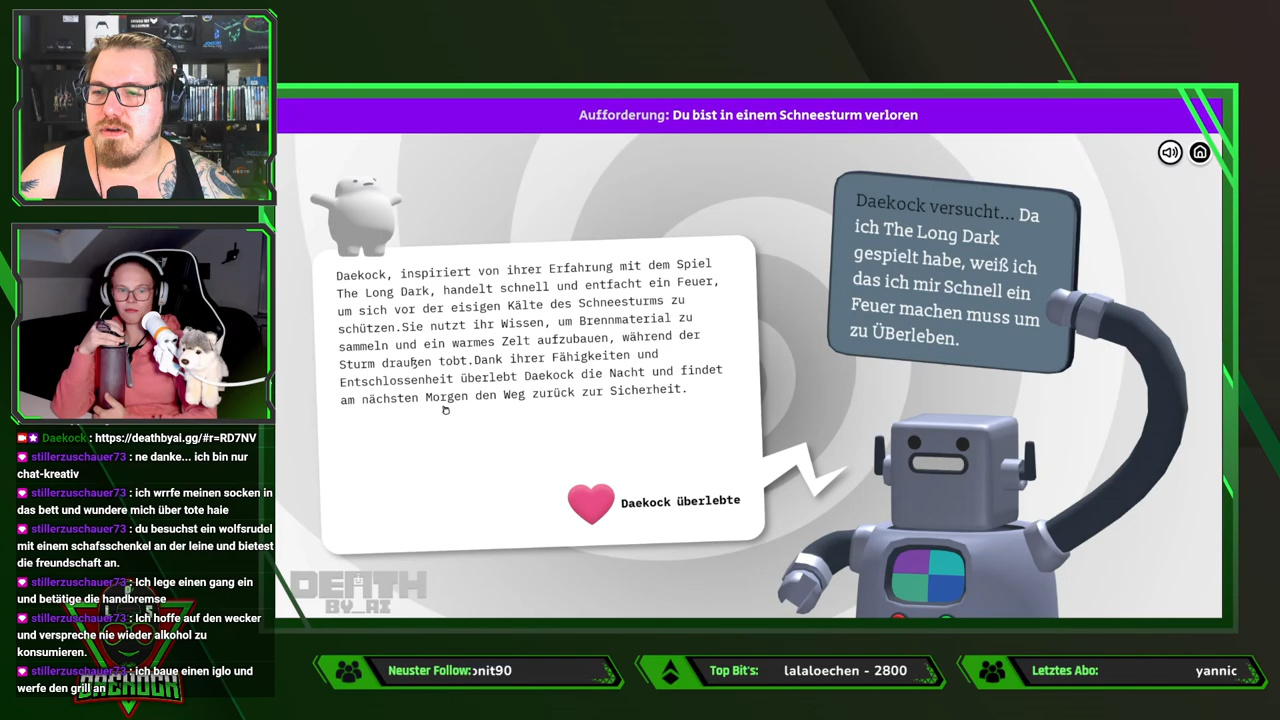 Aufforderung: Du bist in einem Schneesturm verloren
Daekock versucht... Da
ich The Long Dark
gespielt habe, weiß ich
das ich mir Schnell ein
Feuer machen muss um
zu ÜBerleben.
Daekock, inspiriert von ihrer Erfahrung mit dem Spiel
The Long Dark, handelt schnell und entfacht ein Feuer,
um sich vor der eisigen Kälte des Schneesturms zu
schützen.Sie nutzt ihr Wissen, um Brennmaterial zu
sammeln und ein warmes Zelt aufzubauen, während der
Sturm draußen tobt.Dank ihrer Fähigkeiten und
Entschlossenheit überlebt Daekock die Nacht und findet
am nächsten Morgen den Weg zurück zur Sicherheit.
Daekock überlebte
DEATH
BY_AI
Daekock : https://deathbyai.gg/#r=RD7NV
stillerzuschauer73 : ne danke... ich bin nur
chat-kreativ
stillerzuschauer73 : ich wrrfe meinen socken in
das bett und wundere mich über tote haie
stillerzuschauer73 : du besuchst ein wolfsrudel
mit einem schafsschenkel an der leine und bietest
die freundschaft an.
stillerzuschauer73 : Ich lege einen gang ein
und betätige die handbremse
stillerzuschauer73 : Ich hoffe auf den wecker
und verspreche nie wieder alkohol zu
konsumieren.
stillerzuschauer73 : ich baue einen iglo und
werfe den grill an
DAEKOCK
Neuster Follow: onit90
Top Bit's: lalaloechen - 2800
Letztes Abo: yannic